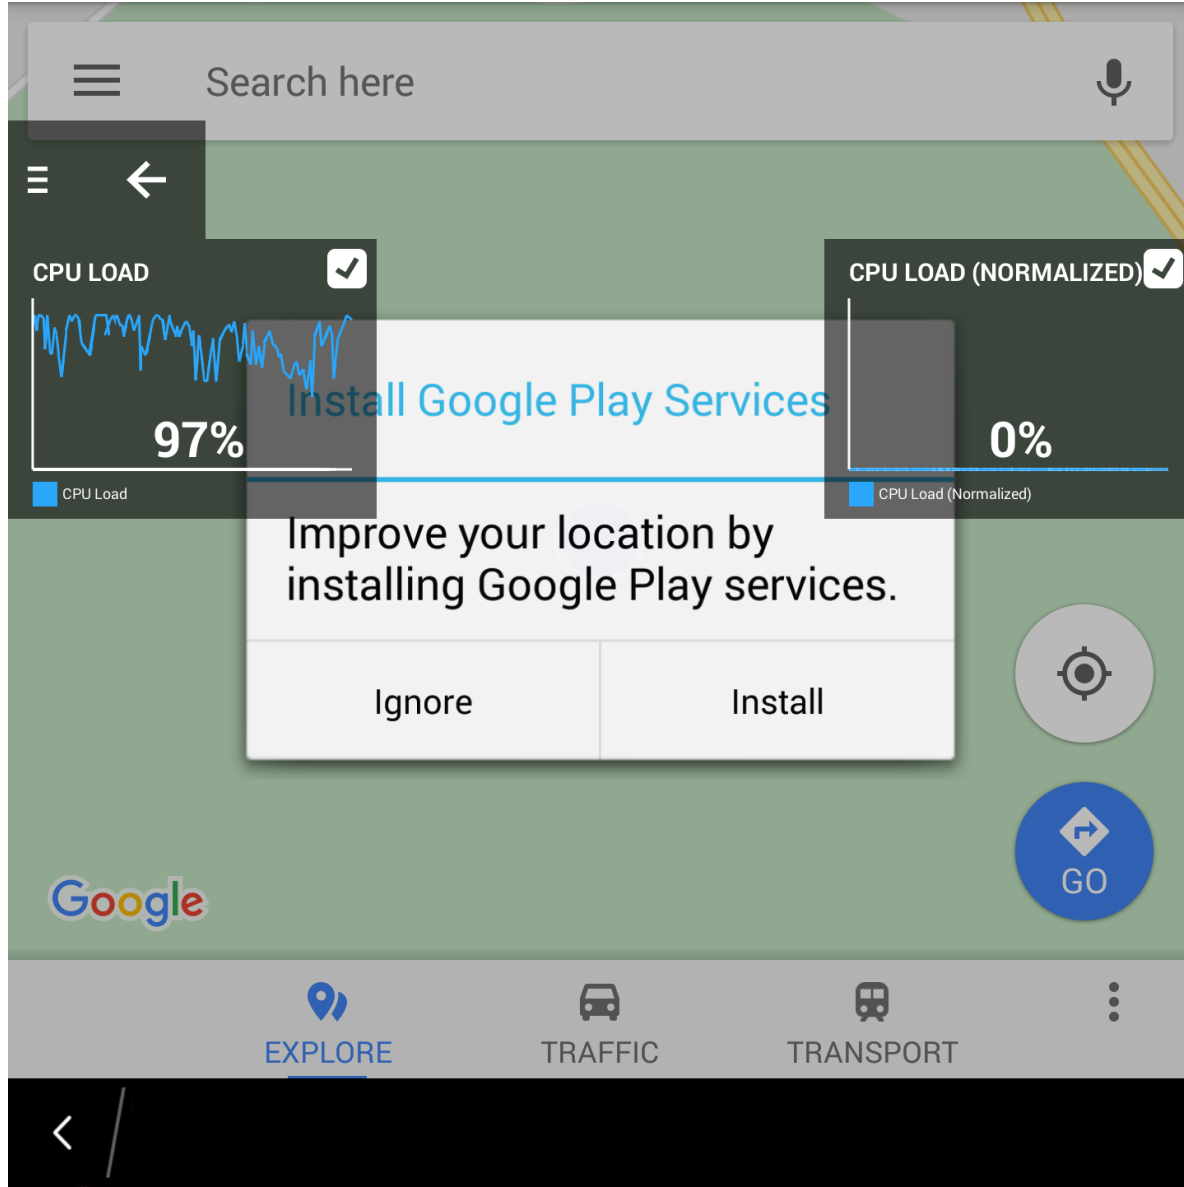 Search here
CPU LOAD
CPU LOAD (NORMALIZED)
97%
0%
CPU Load
CPU Load (Normalized)
Install Google Play Services
Improve your location by
installing Google Play services.
Ignore
Install
GO
Google
EXPLORE
TRAFFIC
TRANSPORT